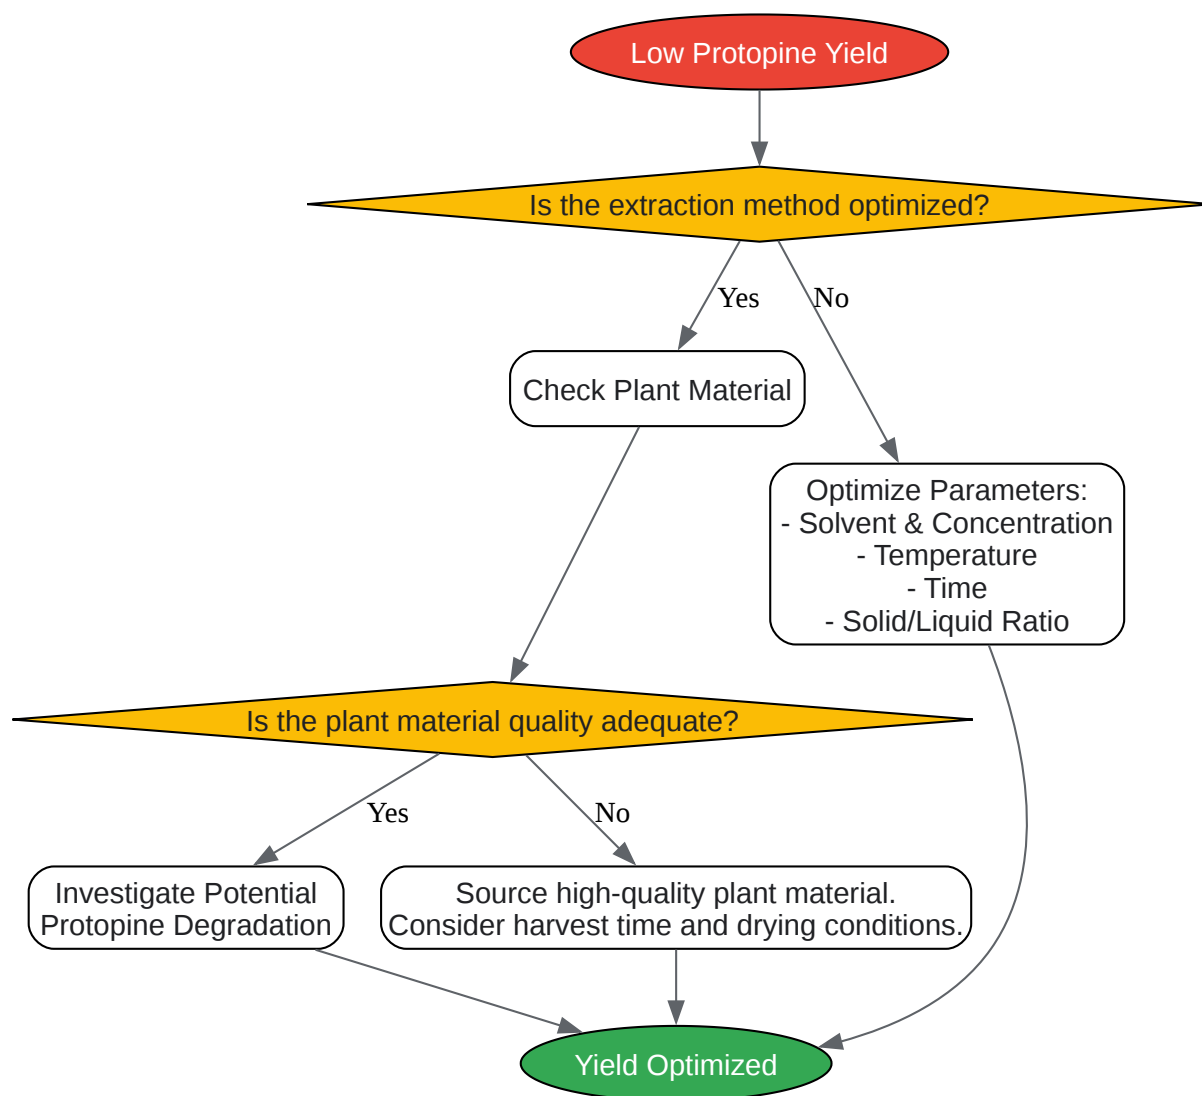 Low Protopine Yield
Is the extraction method optimized?
Yes
No
Check Plant Material
Optimize Parameters:
- Solvent & Concentration
- Temperature
- Time
- Solid/Liquid Ratio
Is the plant material quality adequate?
Yes
No
Investigate Potential
Protopine Degradation
Source high-quality plant material.
Consider harvest time and drying conditions.
Yield Optimized